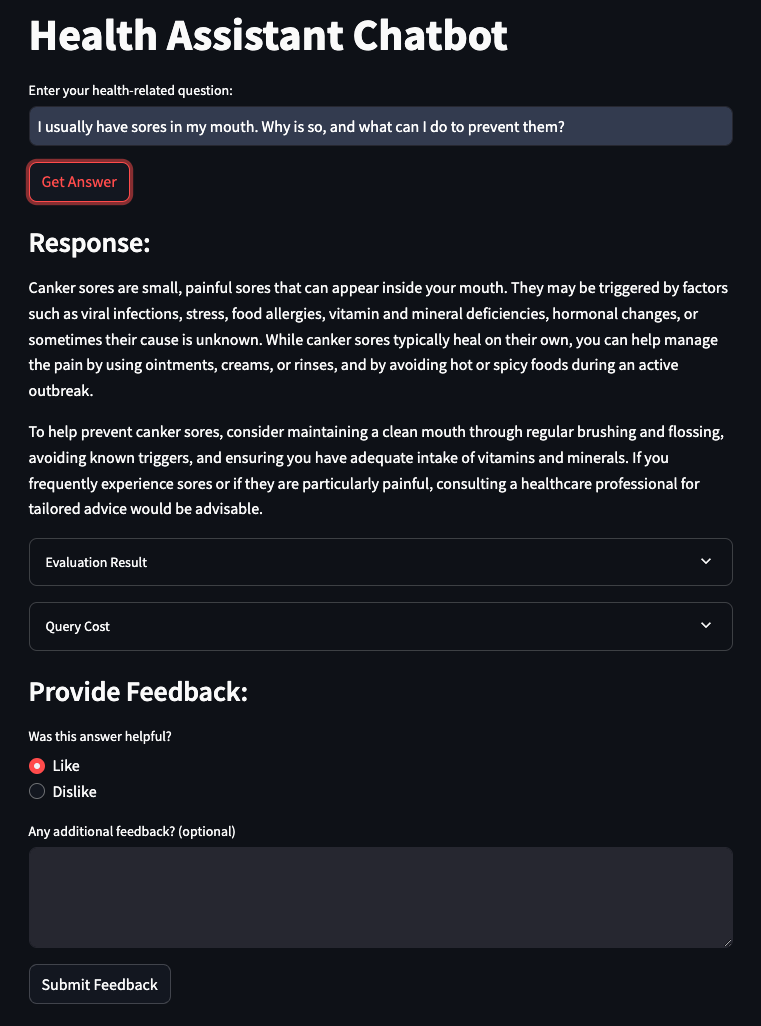 Health Assistant Chatbot
Enter your health-related question:
I usually have sores in my mouth. Why is so, and what can I do to prevent them?
Get Answer
Response:
Canker sores are small, painful sores that can appear inside your mouth. They may be triggered by factors
such as viral infections, stress, food allergies, vitamin and mineral deficiencies, hormonal changes, or
sometimes their cause is unknown. While canker sores typically heal on their own, you can help manage
the pain by using ointments, creams, or rinses, and by avoiding hot or spicy foods during an active
outbreak.
To help prevent canker sores, consider maintaining a clean mouth through regular brushing and flossing,
avoiding known triggers, and ensuring you have adequate intake of vitamins and minerals. If you
frequently experience sores or if they are particularly painful, consulting a healthcare professional for
tailored advice would be advisable.
Evaluation Result
Query Cost
Provide Feedback:
Was this answer helpful?
Like
Dislike
Any additional feedback? (optional)
Submit Feedback